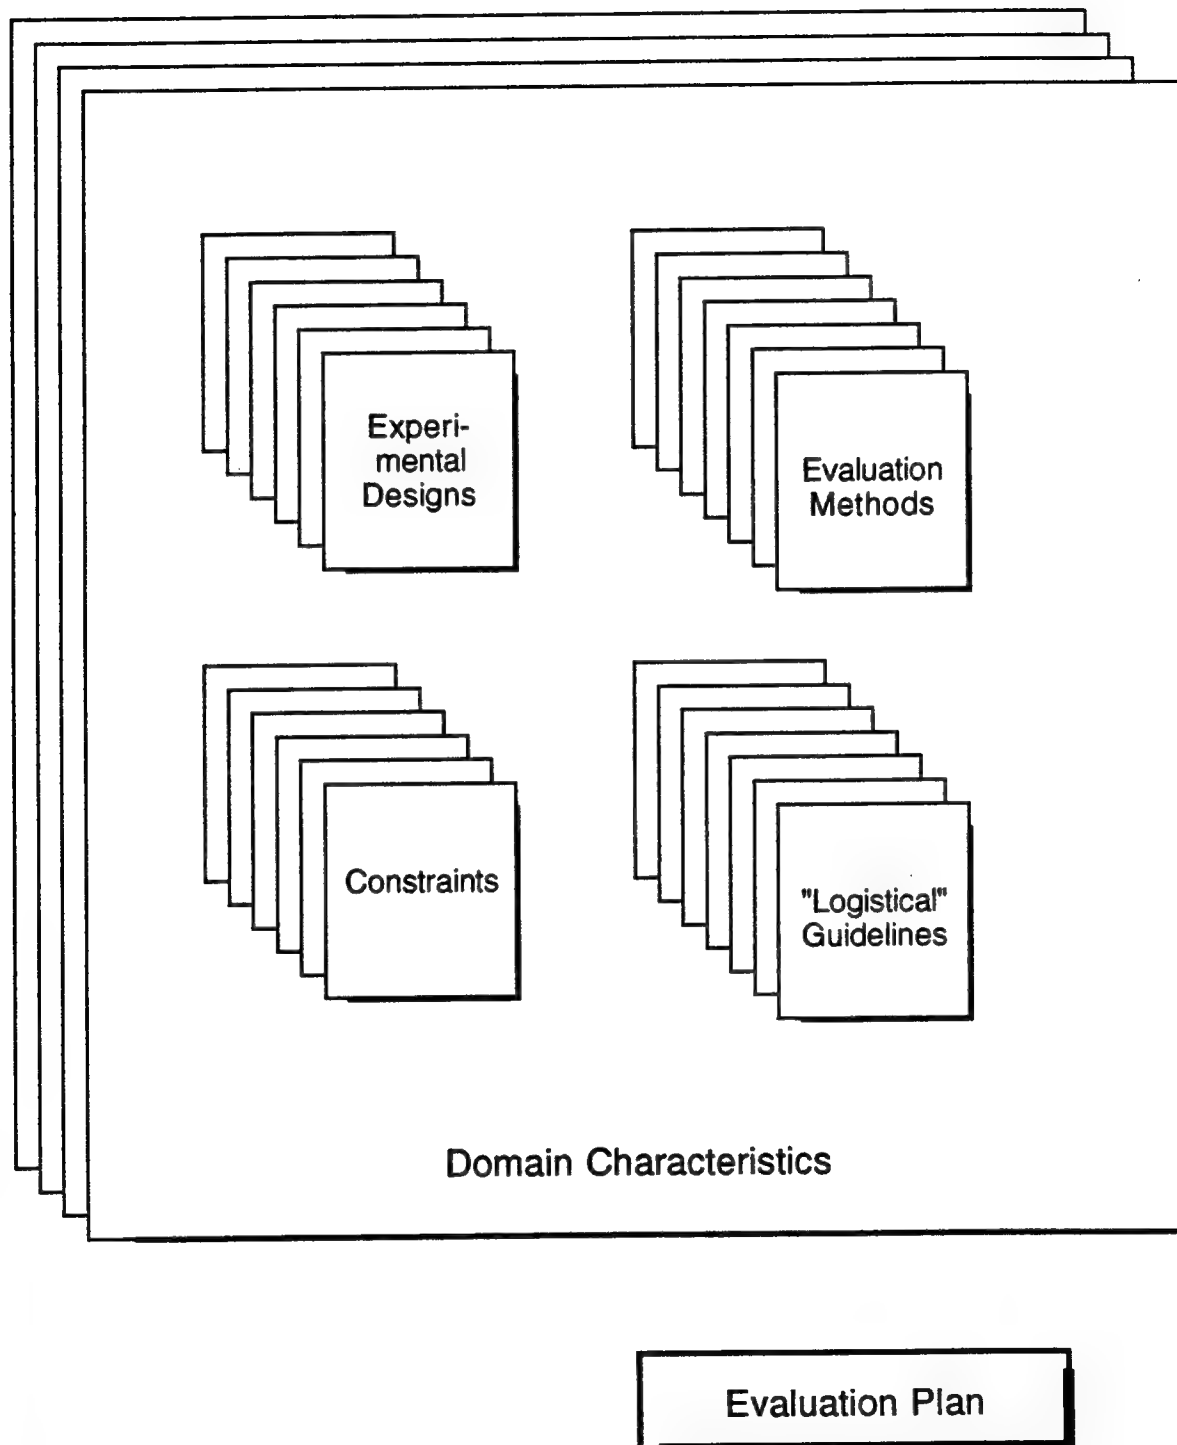 Experi-
mental
Designs
Evaluation
Methods
Constraints
"Logistical"
Guidelines
Domain Characteristics
Evaluation Plan